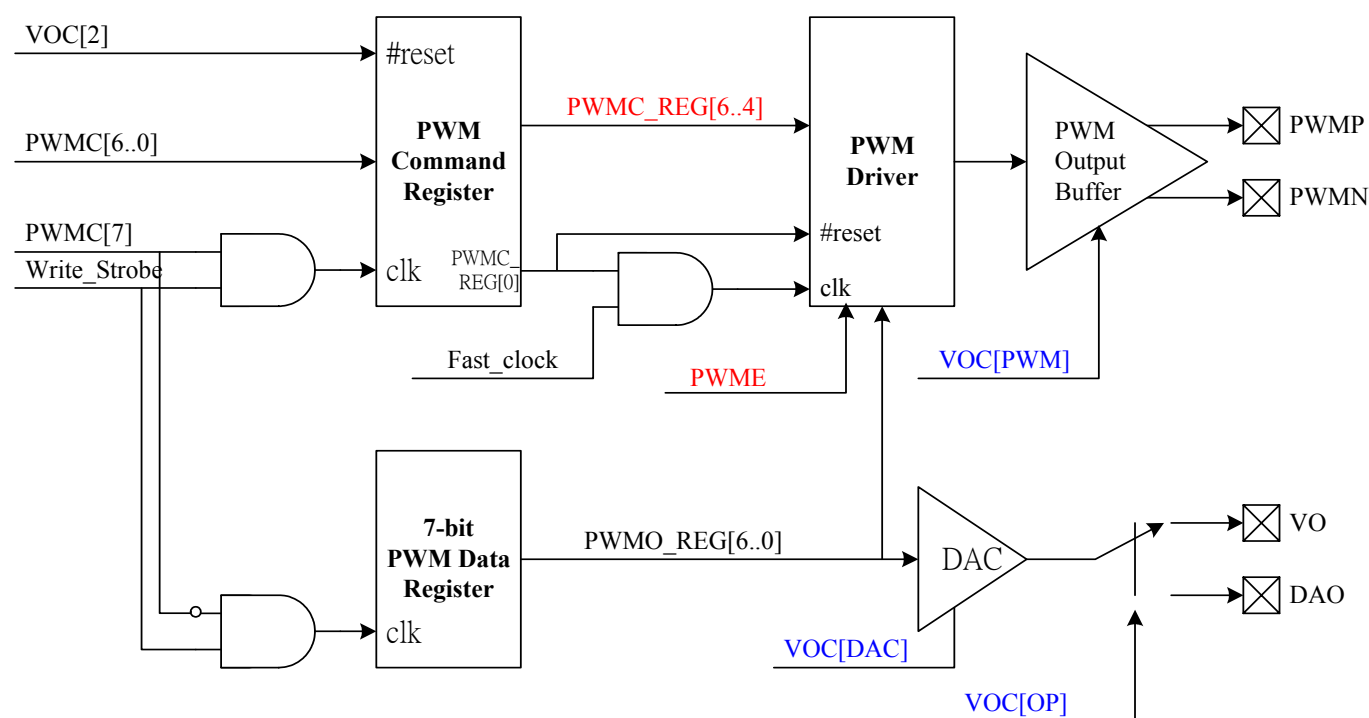 VOC[2]
#reset
PWMC[6..0]
PWM
Command
Register
PWMC_REG[6..4]
PWM
Driver
PWM
Output
Buffer
PWMP
PWMN
PWMC[7]
Write_Strobe
clk
PWMC_
REG[0]
#reset
clk
Fast_clock
PWME
VOC[PWM]
7-bit
PWM Data
Register
clk
PWMO_REG[6..0]
DAC
VO
DAO
VOC[DAC]
VOC[OP]